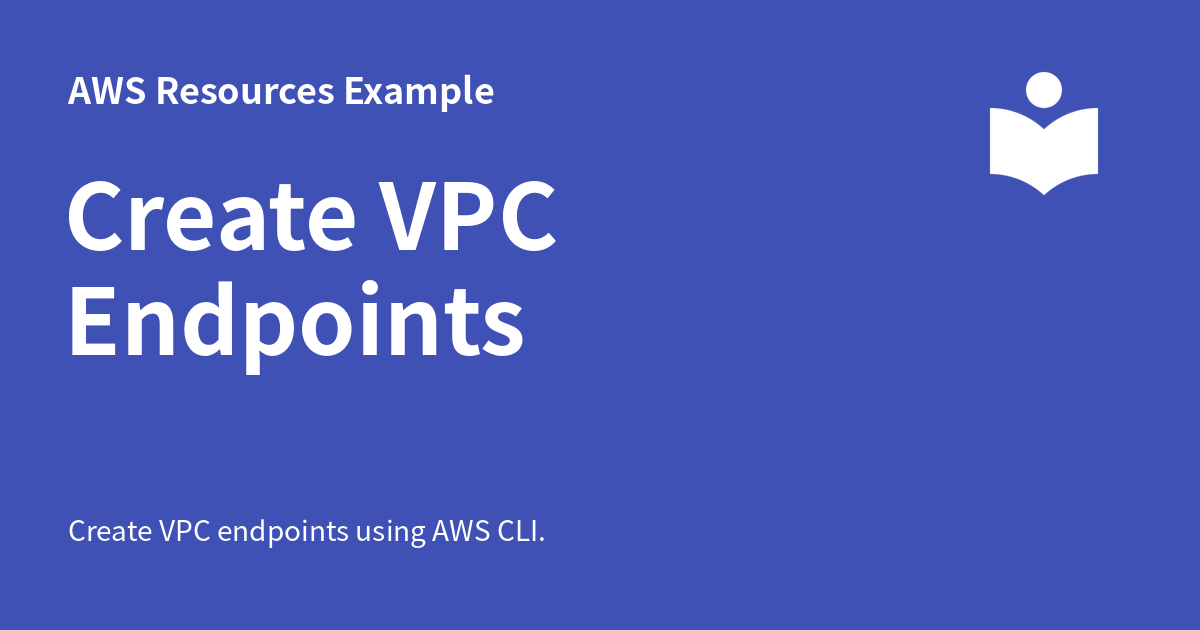 AWS Resources Example
Create VPC
Endpoints
Create VPC endpoints using AWS CLI.